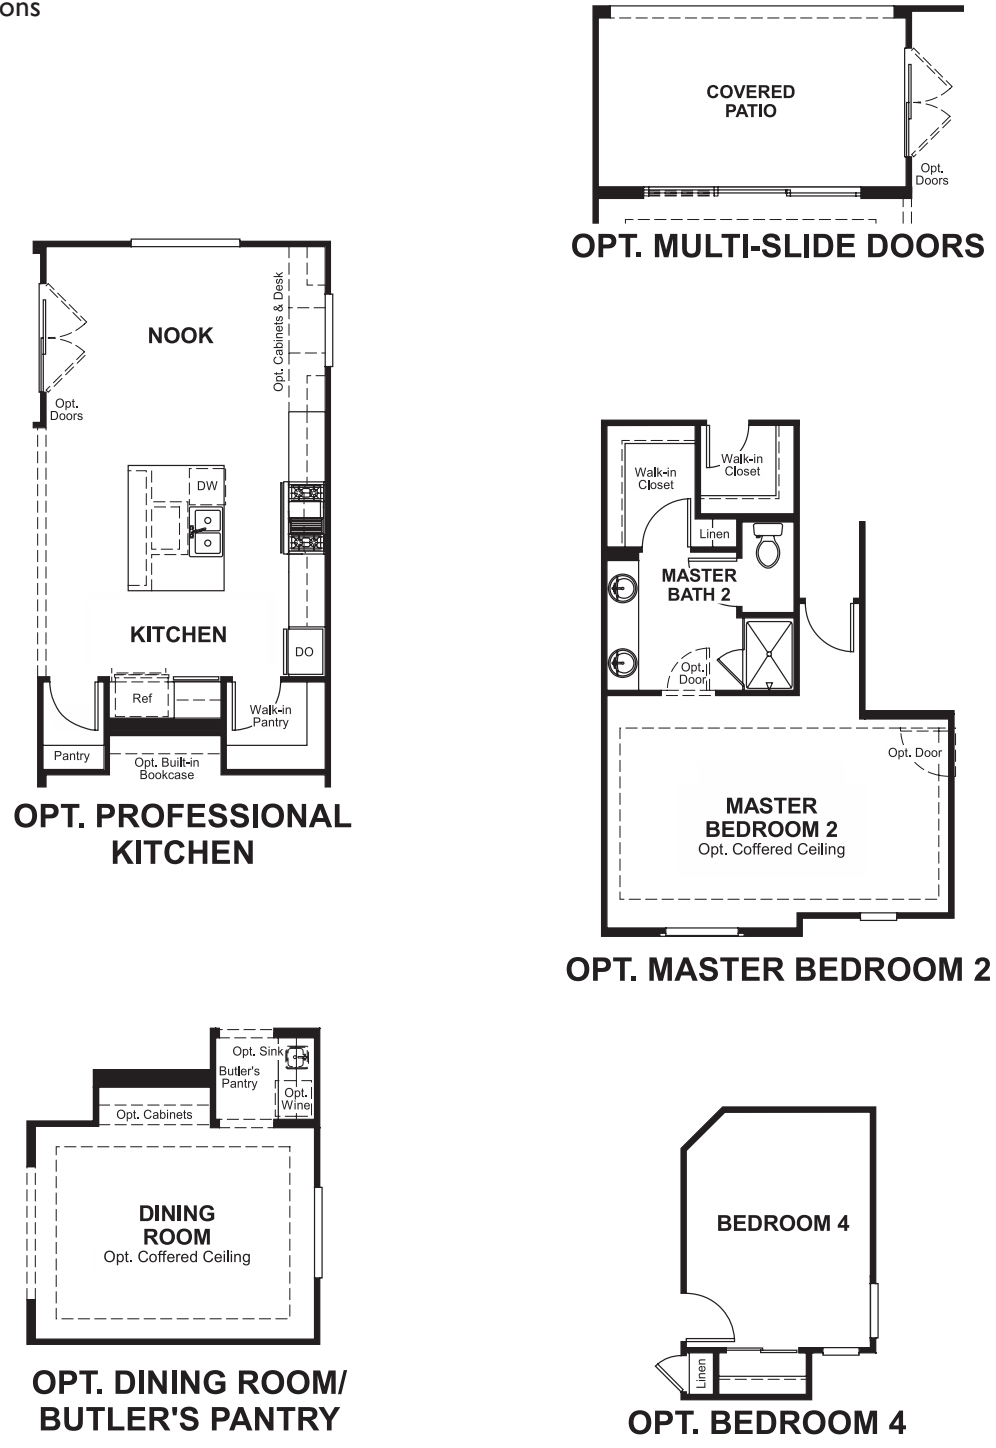 ons
COVERED
PATIO
Opt.
Doors
OPT. MULTI-SLIDE DOORS
NOOK
Opt. Cabinets & Desk
Opt.
Doors
DW
KITCHEN
DO
Ref
Walk-in
Pantry
Pantry
Opt. Built-in
Bookcase
OPT. PROFESSIONAL
KITCHEN
Walk-in
Closet
Walk-in
Closet
Linen
MASTER
BATH 2
Opt.
Door
Opt. Door
MASTER
BEDROOM 2
Opt. Coffered Ceiling
OPT. MASTER BEDROOM 2
Opt. Sink
Butler's
Pantry
Opt.
Wine
Opt. Cabinets
DINING
ROOM
Opt. Coffered Ceiling
OPT. DINING ROOM/
BUTLER'S PANTRY
BEDROOM 4
Linen
OPT. BEDROOM 4